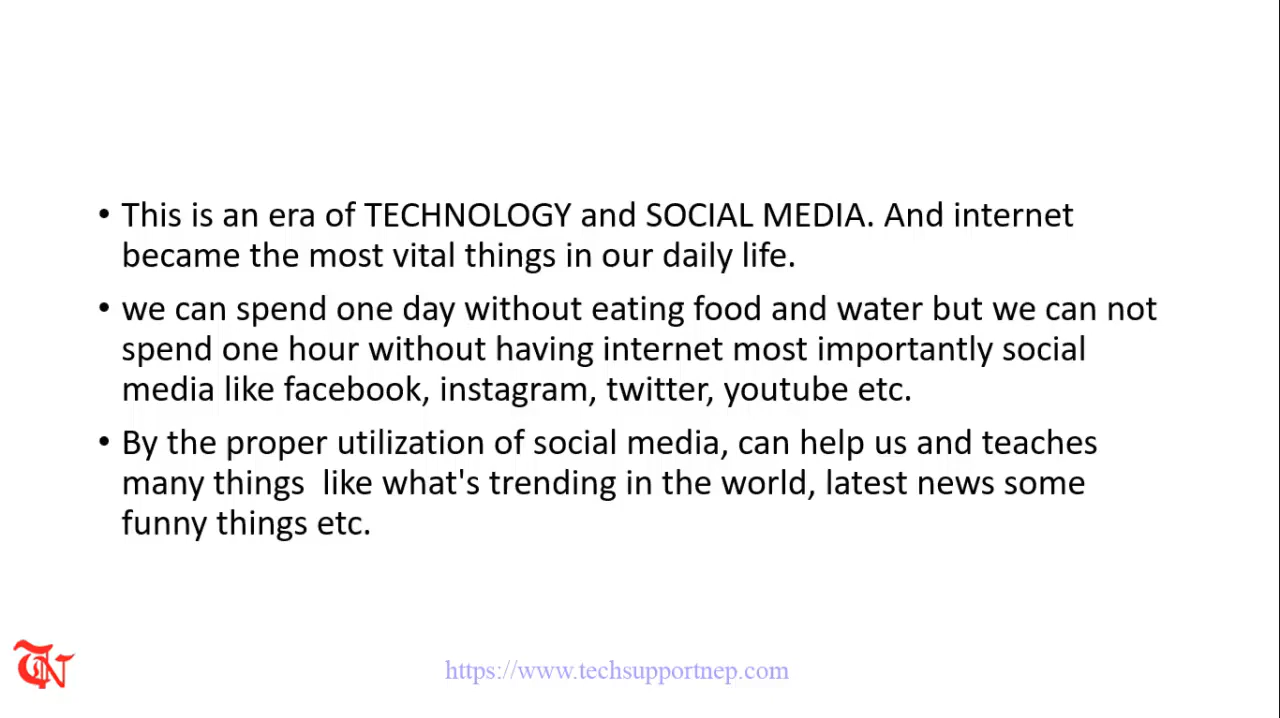 • This is an era of TECHNOLOGY and SOCIAL MEDIA. And internet
became the most vital things in our daily life.
• we can spend one day without eating food and water but we can not
spend one hour without having internet most importantly social
media like facebook, instagram, twitter, youtube etc.
• By the proper utilization of social media, can help us and teaches
many things  like what's trending in the world, latest news some
funny things etc.
TN
https://www.techsupportnep.com